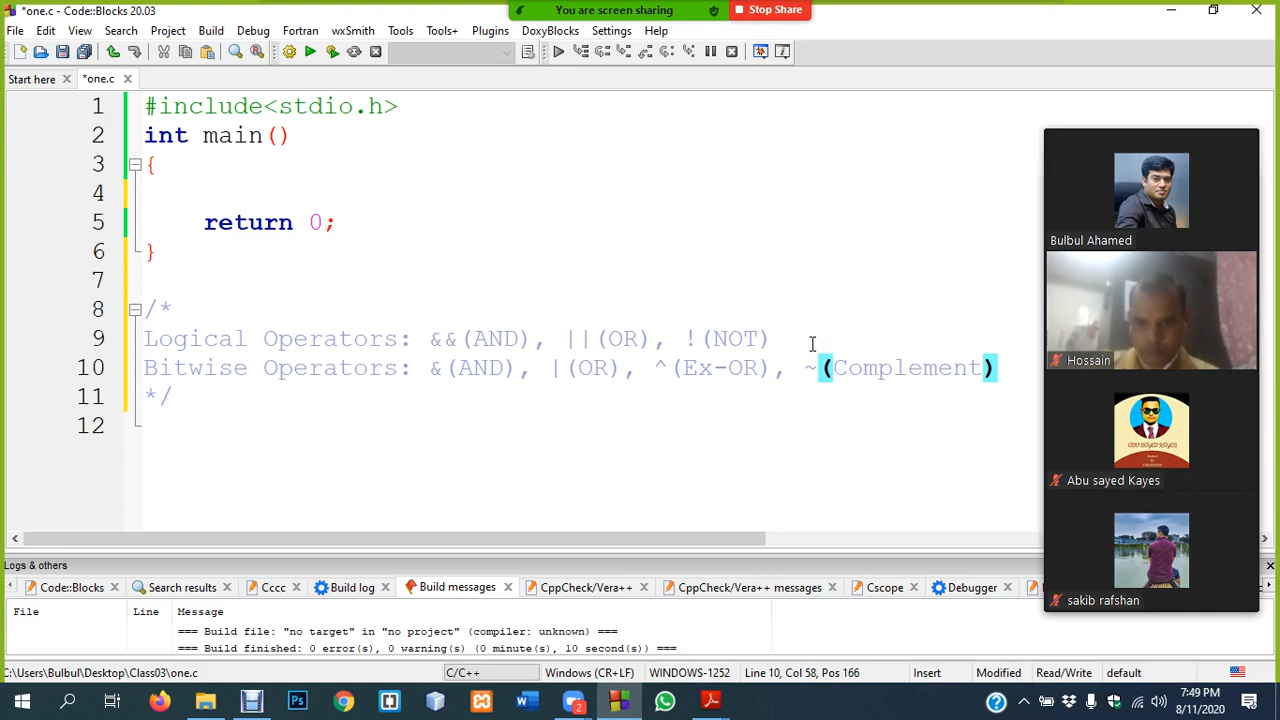 *one.c - Code::Blocks 20.03
You are screen sharing
Stop Share
File Edit View Search Project Build Debug Fortran wxSmith Tools Tools+ Plugins DoxyBlocks Settings Help
Start here *one.c
1 #include<stdio.h>
2 int main()
3 {
4
5 return 0;
6 }
7
8 /*
9 Logical Operators: &&(AND), ||(OR), !(NOT)
10 Bitwise Operators: &(AND), |(OR), ^(Ex-OR), ~(Complement)
11 */
12
Bulbul Ahamed
Hossain
Abu sayed Kayes
sakib rafshan
Logs & others
Code::Blocks Search results Cccc Build log Build messages CppCheck/Vera++ CppCheck/Vera++ messages Cscope Debugger
File Line Message
=== Build file: "no target" in "no project" (compiler: unknown) ===
=== Build finished: 0 error(s), 0 warning(s) (0 minute(s), 10 second(s)) ===
C:\Users\Bulbul\Desktop\Class03\one.c C/C++ Windows (CR+LF) WINDOWS-1252 Line 10, Col 58, Pos 166 Insert Modified Read/Write default
7:49 PM
8/11/2020